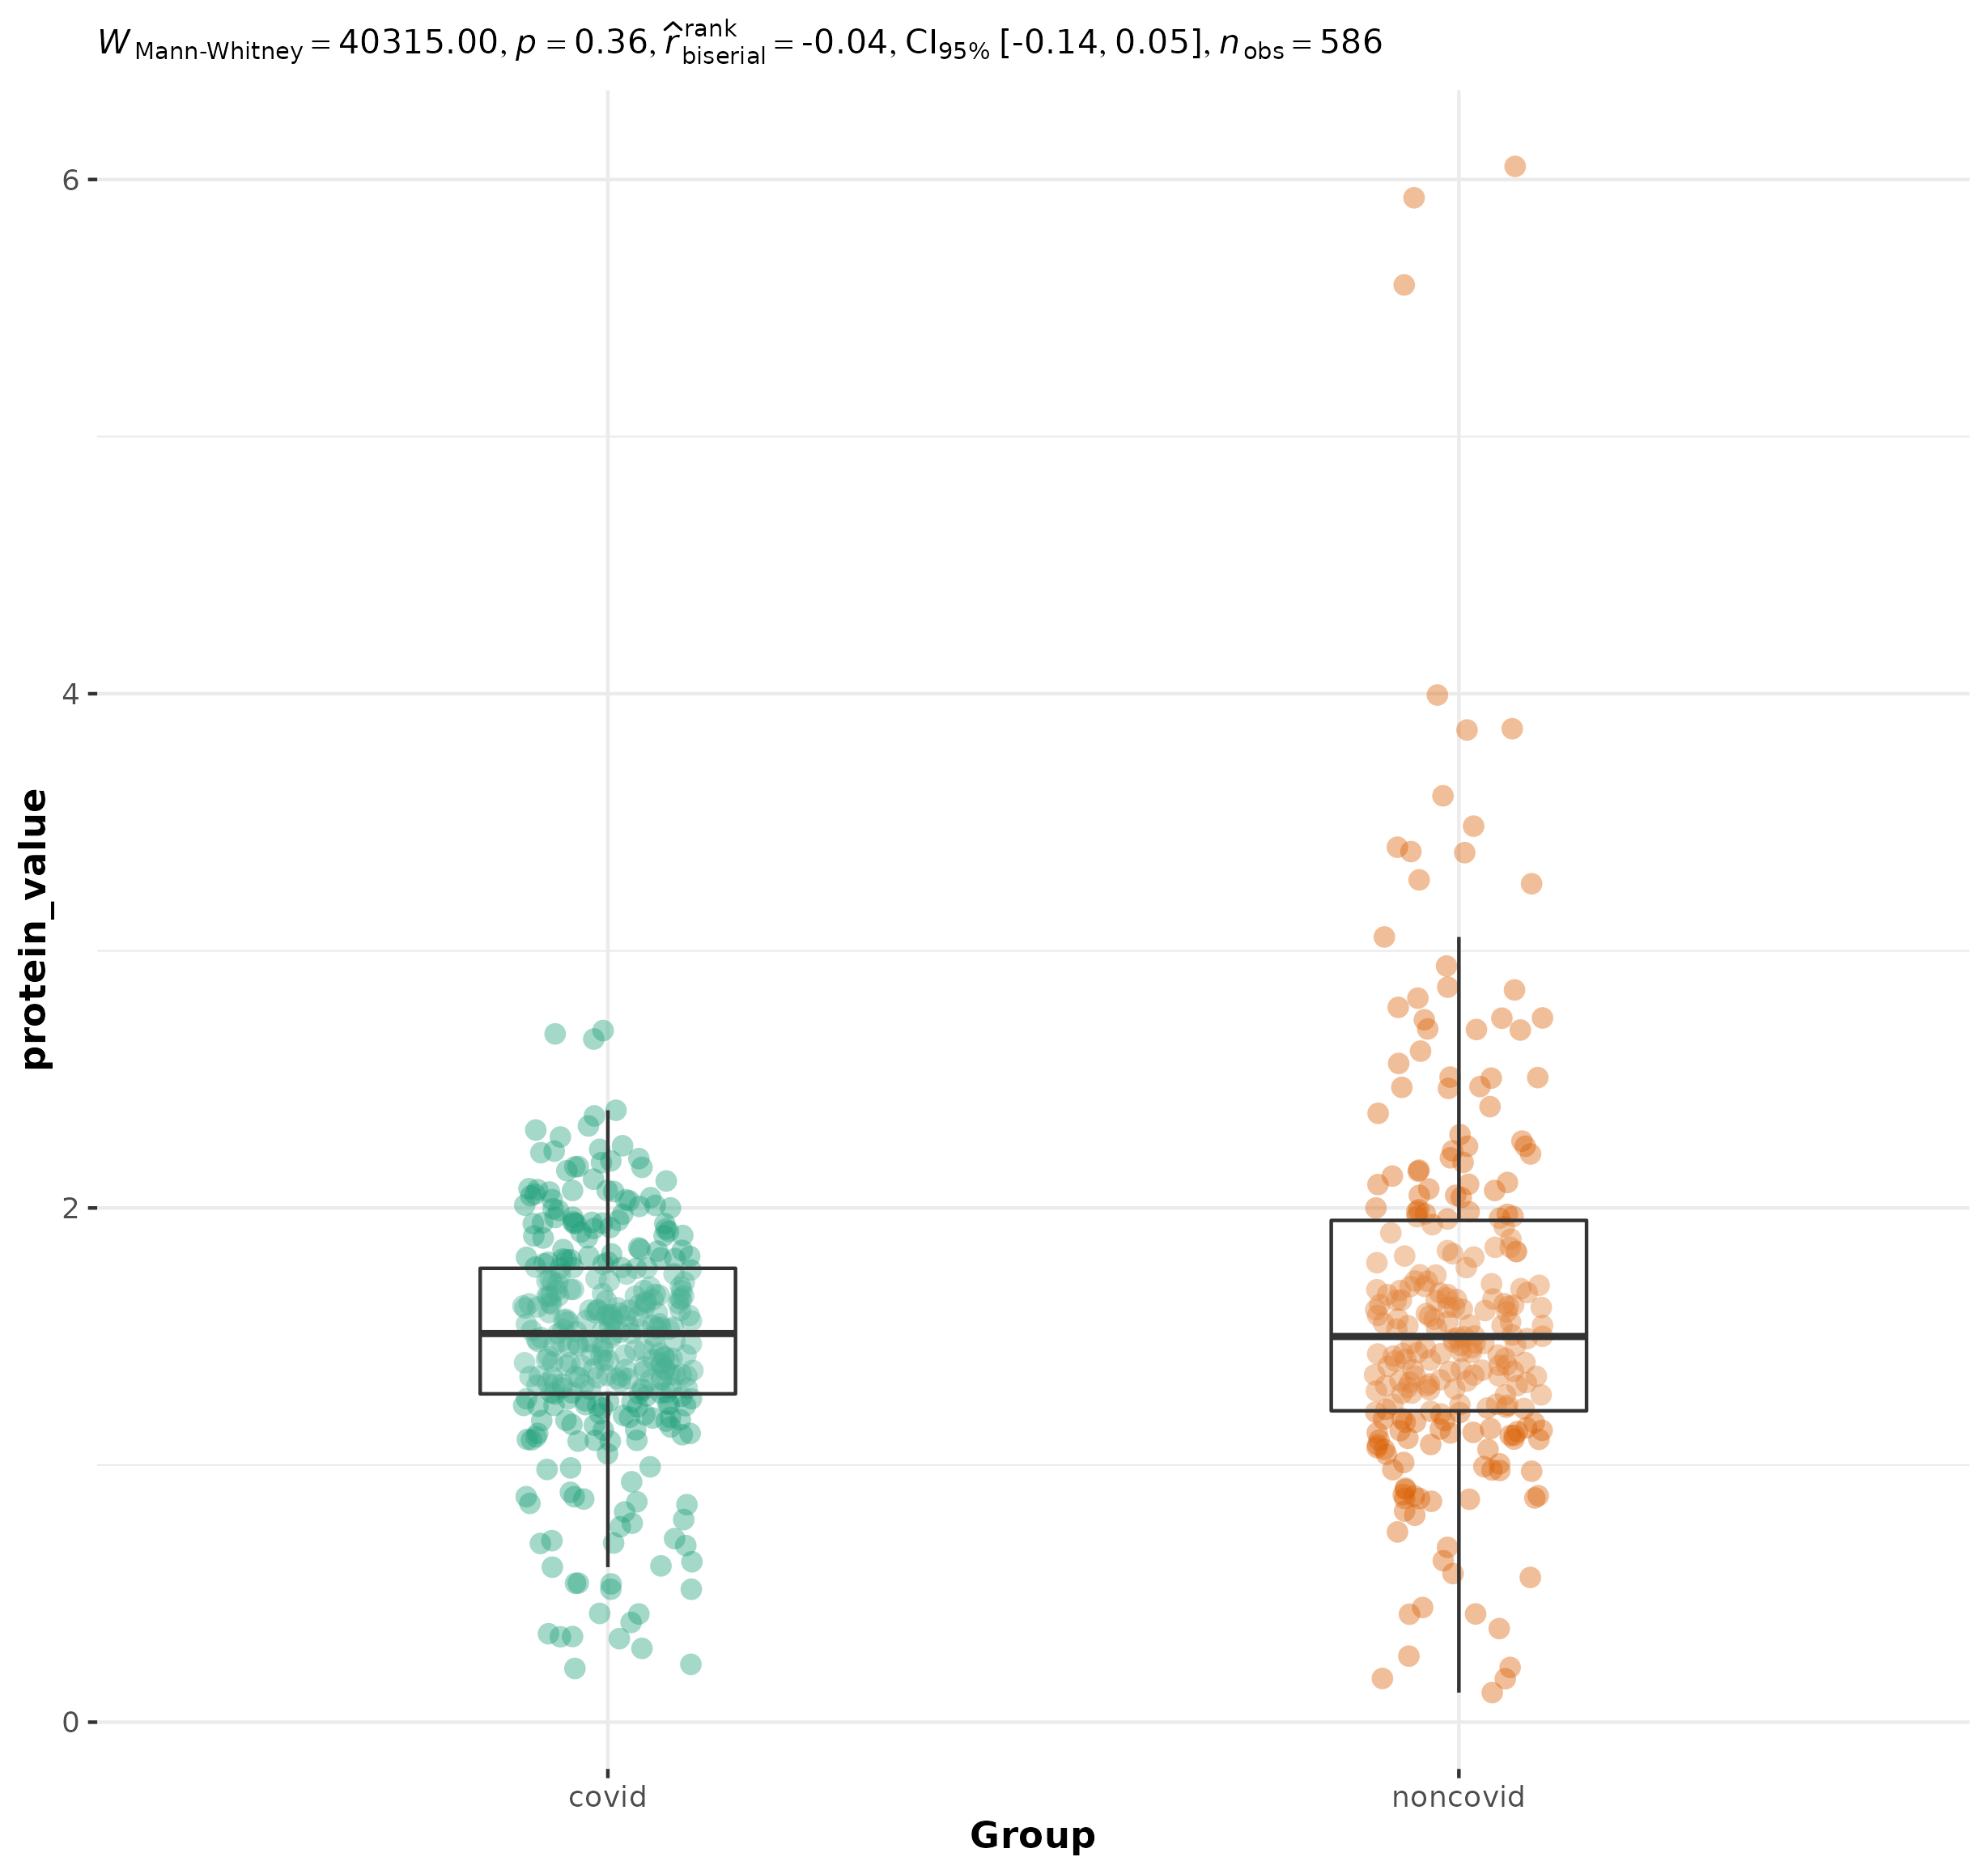 W Mann-Whitney = 40315.00, p = 0.36, r̂ rank biserial = -0.04, CI95% [-0.14, 0.05], n obs = 586
6
4
2
0
protein_value
covid noncovid
Group